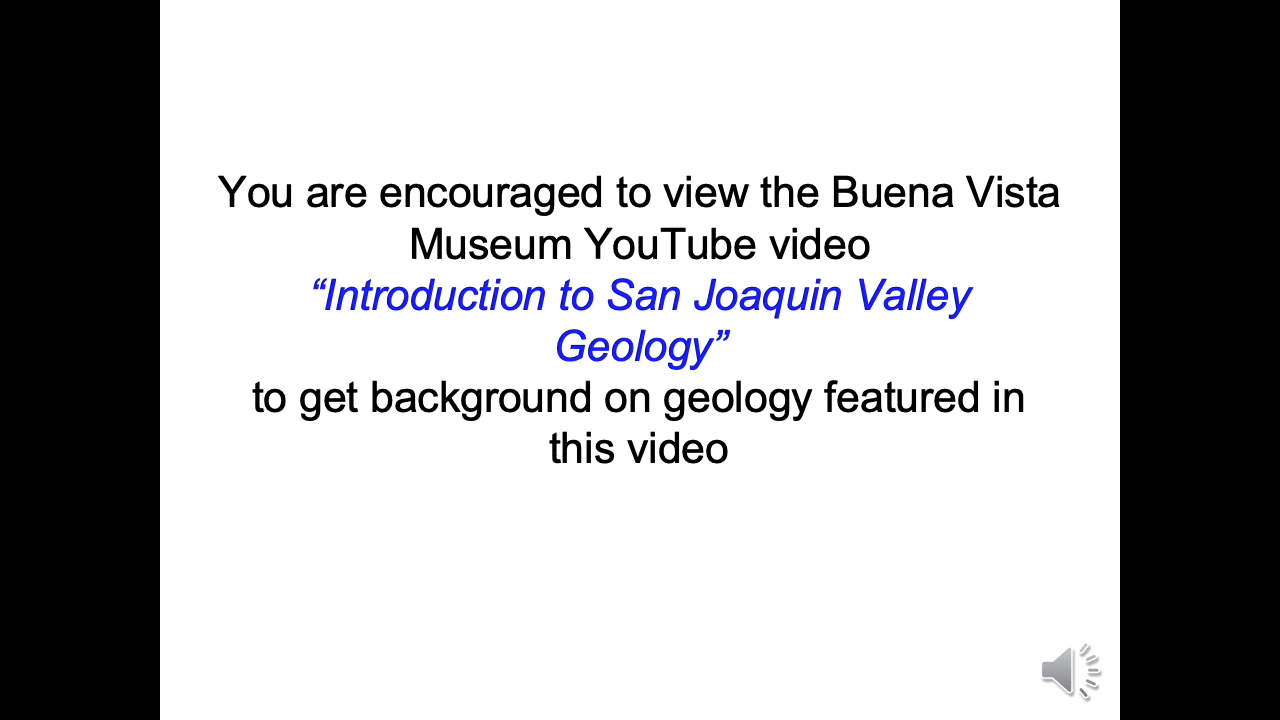 You are encouraged to view the Buena Vista
Museum YouTube video
“Introduction to San Joaquin Valley
Geology”
to get background on geology featured in
this video